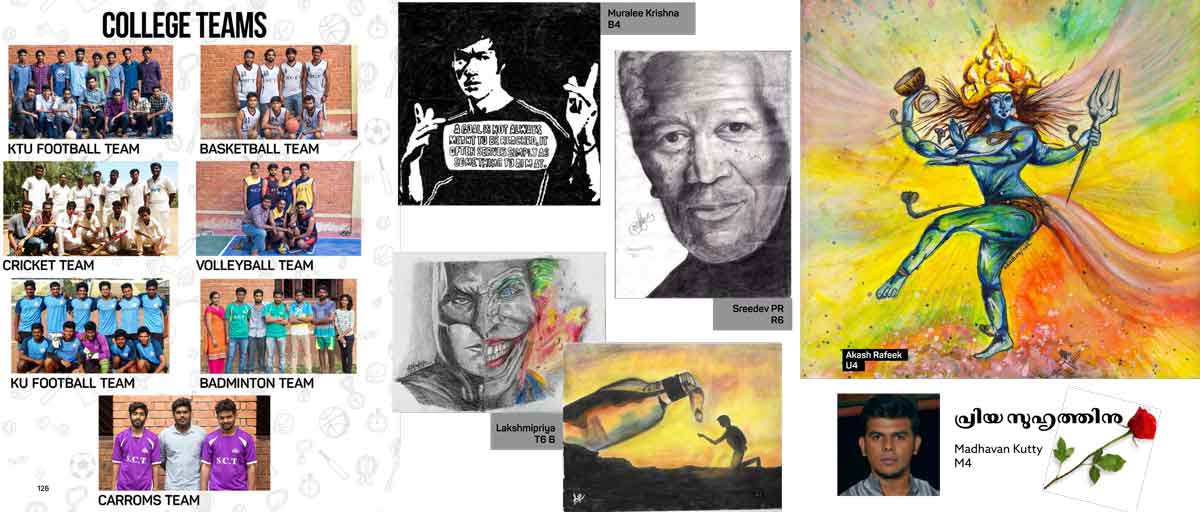 COLLEGE TEAMS
KTU FOOTBALL TEAM
BASKETBALL TEAM
CRICKET TEAM
VOLLEYBALL TEAM
KU FOOTBALL TEAM
BADMINTON TEAM
S.C.T.
S.C.T.
CARROMS TEAM
126
Muralee Krishna
B4
A GOAL IS NOT ALWAYS
MEANT TO BE REACHED, IT
OFTEN SERVES SIMPLY AS
SOMETHING TO AIM AT.
Sreedev PR
R6
Lakshmipriya
T6 B
Akash Rafeek
U4
പ്രിയ സുഹൃത്തിനു
Madhavan Kutty
M4